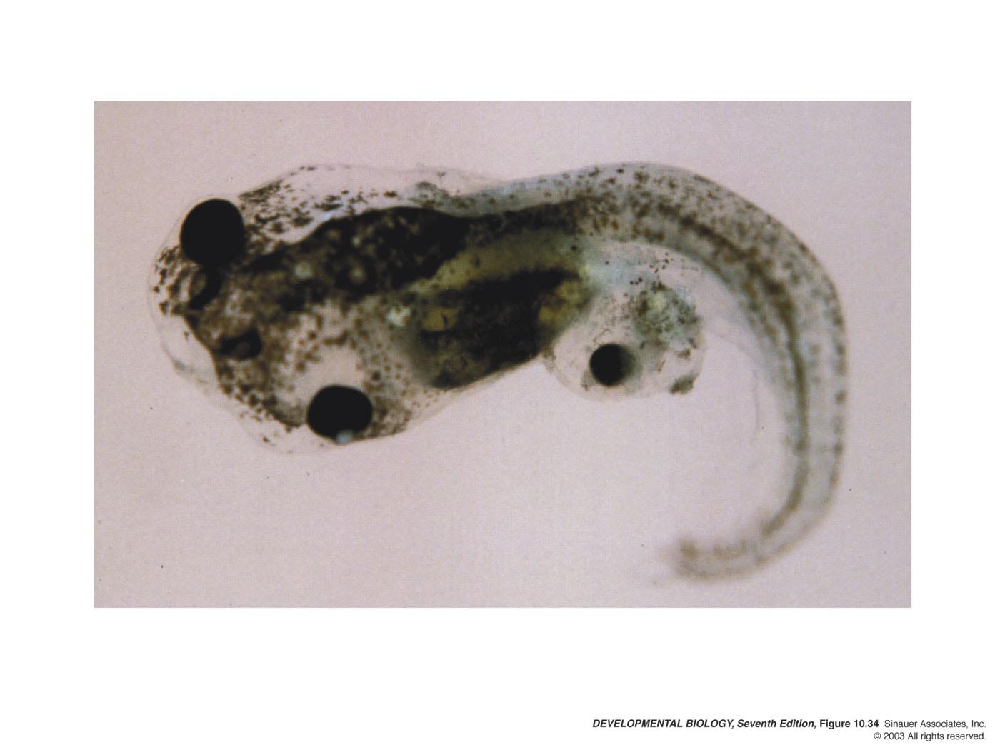 DEVELOPMENTAL BIOLOGY, Seventh Edition, Figure 10.34 Sinauer Associates, Inc.
© 2003 All rights reserved.